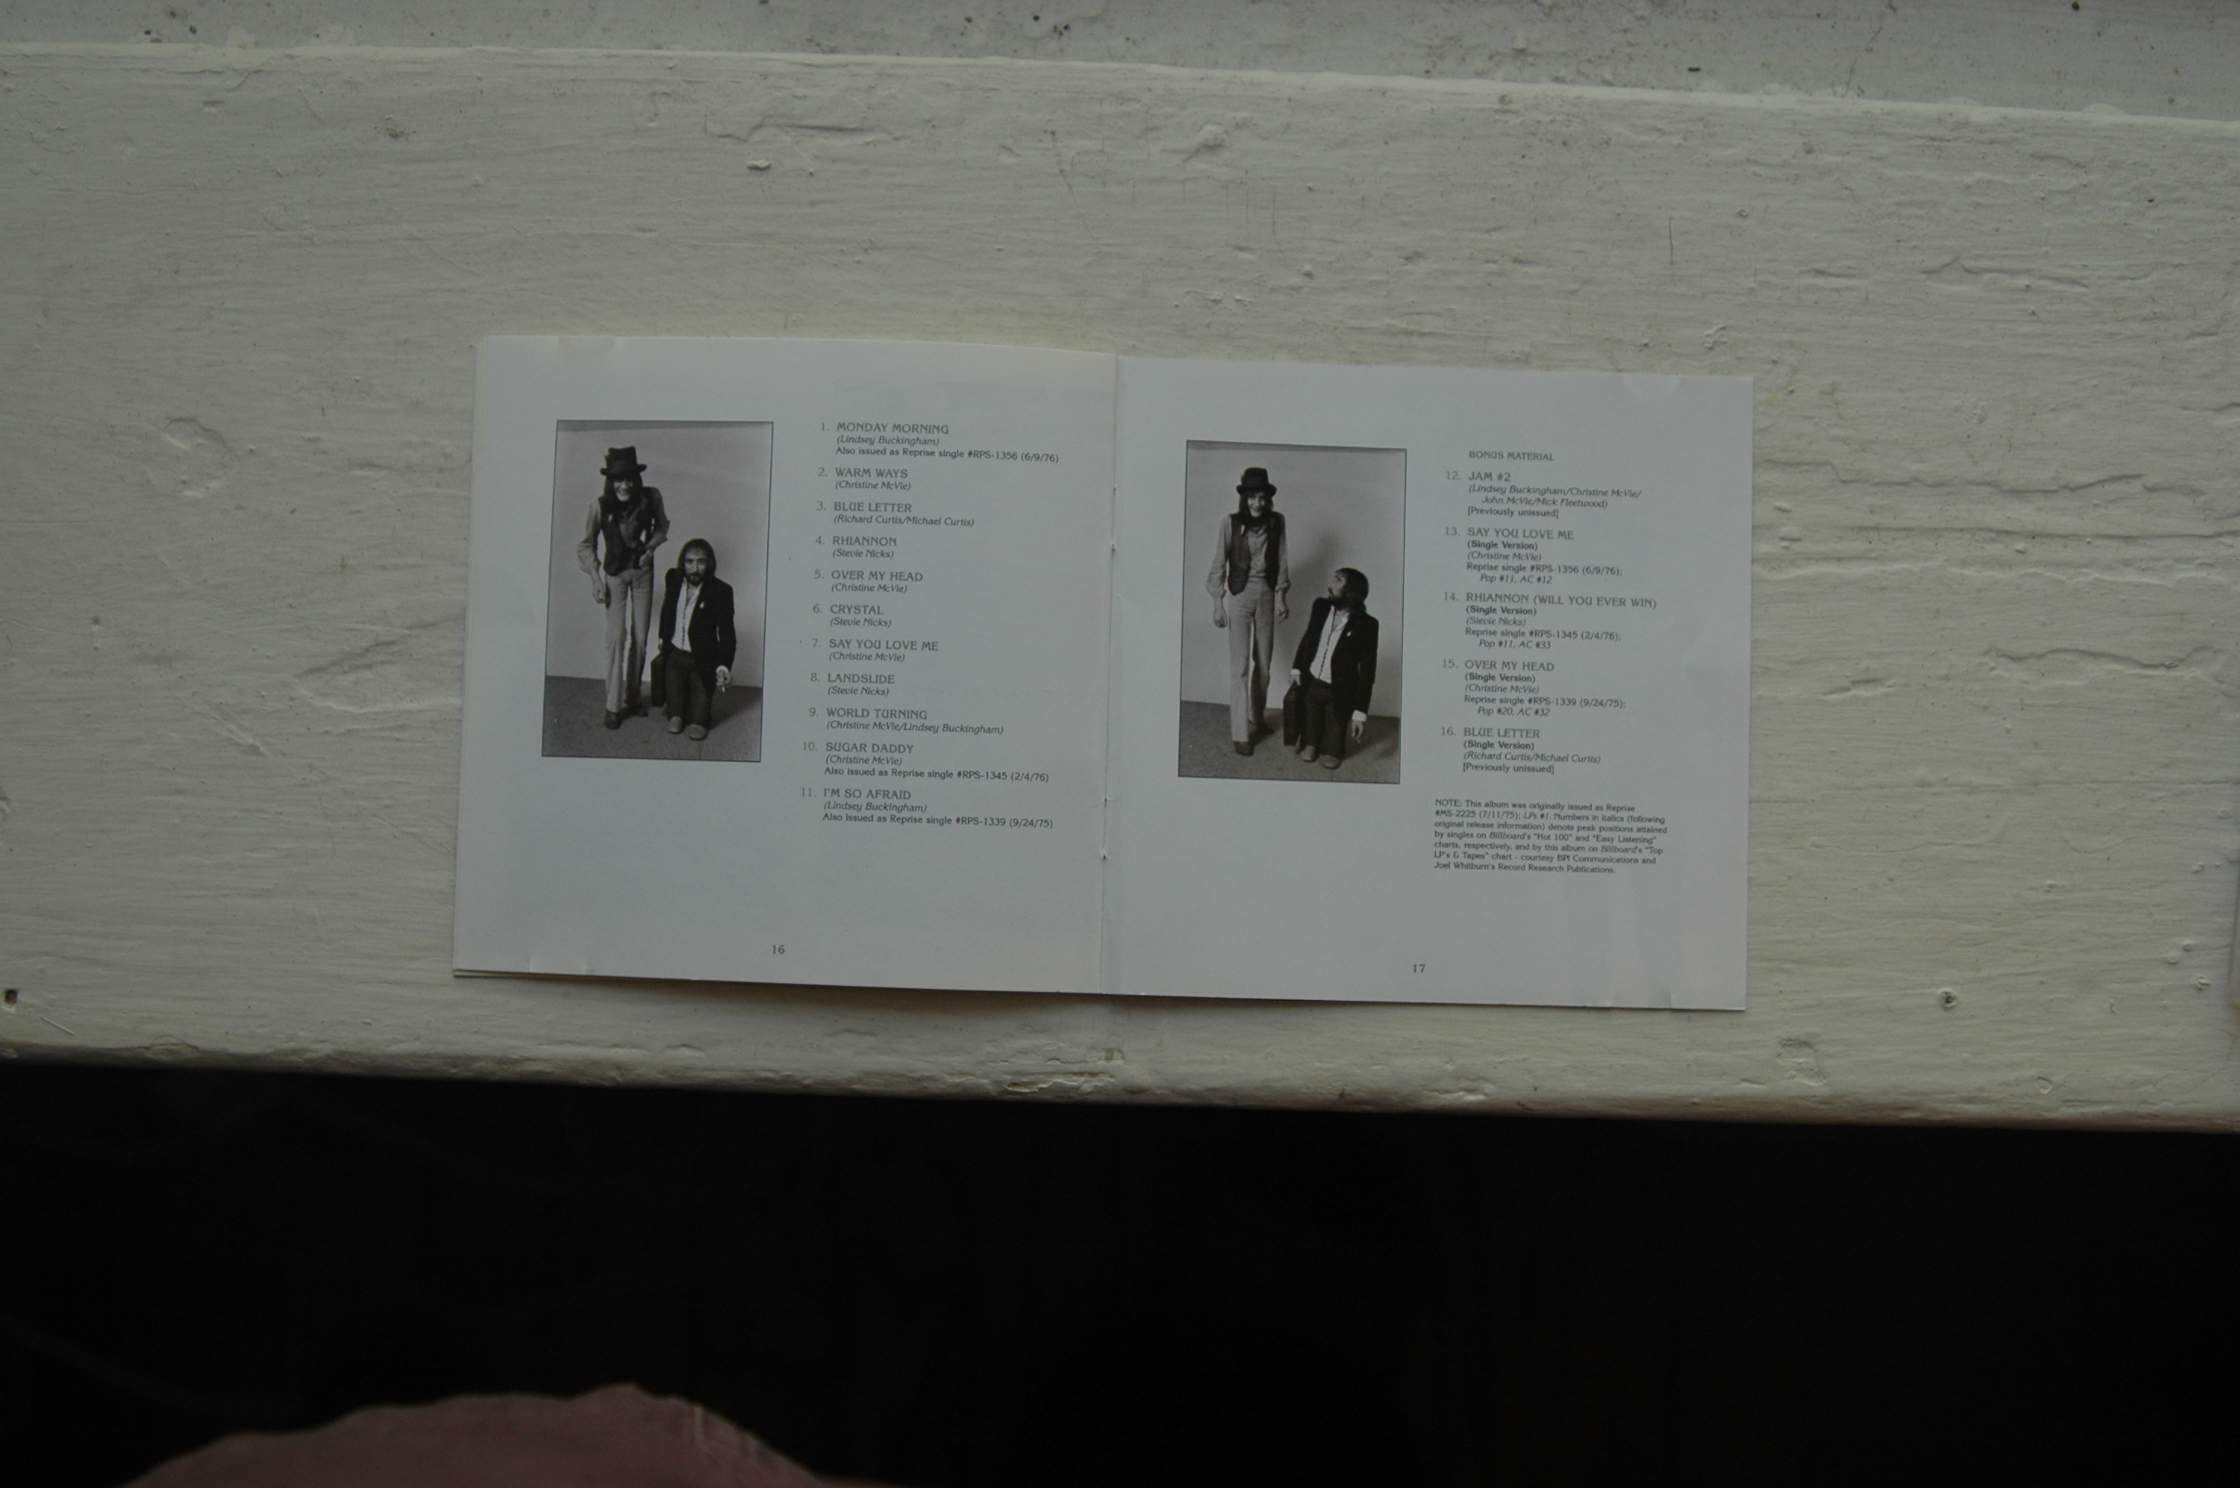 1. MONDAY MORNING
(Lindsey Buckingham)
Also issued as Reprise single #RPS-1356 (6/9/76)
2. WARM WAYS
(Christine McVie)
3. BLUE LETTER
(Richard Curtis/Michael Curtis)
4. RHIANNON
(Stevie Nicks)
5. OVER MY HEAD
(Christine McVie)
6. CRYSTAL
(Stevie Nicks)
7. SAY YOU LOVE ME
(Christine McVie)
8. LANDSLIDE
(Stevie Nicks)
9. WORLD TURNING
(Christine McVie/Lindsey Buckingham)
10. SUGAR DADDY
(Christine McVie)
Also issued as Reprise single #RPS-1345 (2/4/76)
11. I'M SO AFRAID
(Lindsey Buckingham)
Also issued as Reprise single #RPS-1339 (9/24/75)
16
BONUS MATERIAL
12. JAM #2
(Lindsey Buckingham/Christine McVie/
John McVie/Mick Fleetwood)
[Previously unissued]
13. SAY YOU LOVE ME
(Single Version)
(Christine McVie)
Reprise single #RPS-1356 (6/9/76);
Pop #11, AC #12
14. RHIANNON (WILL YOU EVER WIN)
(Single Version)
(Stevie Nicks)
Reprise single #RPS-1345 (2/4/76);
Pop #11, AC #33
15. OVER MY HEAD
(Single Version)
(Christine McVie)
Reprise single #RPS-1339 (9/24/75);
Pop #20, AC #32
16. BLUE LETTER
(Single Version)
(Richard Curtis/Michael Curtis)
[Previously unissued]
NOTE: This album was originally issued as Reprise
#MS-2225 (7/11/75); LPs #1. Numbers in italics (following
original release information) denote peak positions attained
by singles on Billboard's "Hot 100" and "Easy Listening"
charts, respectively, and by this album on Billboard's "Top
LP's & Tapes" chart - courtesy BPI Communications and
Joel Whitburn's Record Research Publications.
17